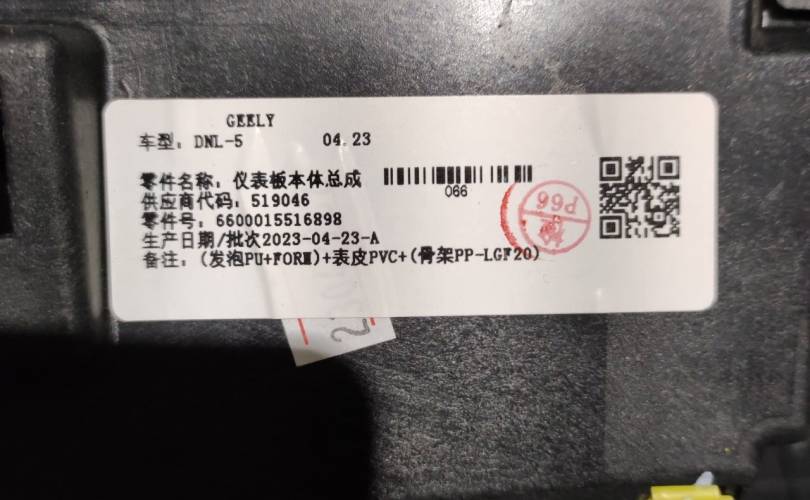 GEELY
车型：DNL-5 04.23
零件名称：仪表板本体总成
066
供应商代码：519046
零件号：6600015516898
生产日期/批次2023-04-23-A
备注：(发泡PU+FORM)+表皮PVC+(骨架PP-LGF20)
检
P66